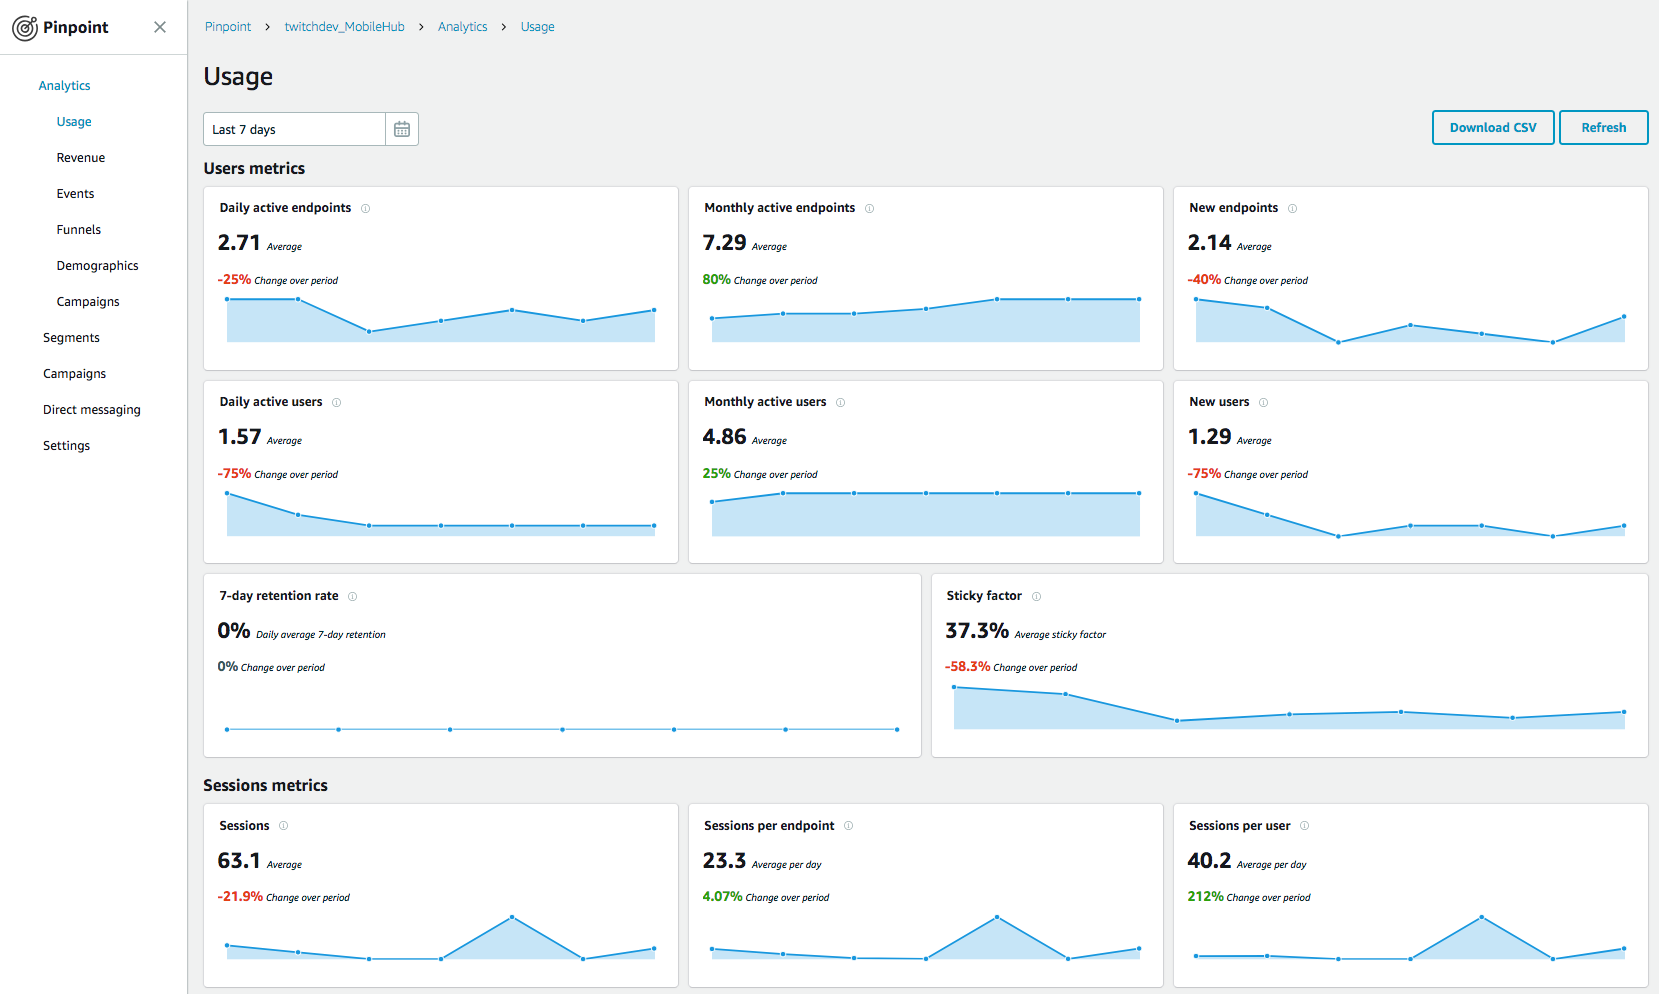 Pinpoint
Pinpoint > twitchdev_MobileHub > Analytics > Usage
Analytics
Usage
Revenue
Events
Funnels
Demographics
Campaigns
Segments
Campaigns
Direct messaging
Settings
Usage
Last 7 days
Download CSV
Refresh
Users metrics
Daily active endpoints
2.71 Average
-25% Change over period
Monthly active endpoints
7.29 Average
80% Change over period
New endpoints
2.14 Average
-40% Change over period
Daily active users
1.57 Average
-75% Change over period
Monthly active users
4.86 Average
25% Change over period
New users
1.29 Average
-75% Change over period
7-day retention rate
0% Daily average 7-day retention
0% Change over period
Sticky factor
37.3% Average sticky factor
-58.3% Change over period
Sessions metrics
Sessions
63.1 Average
-21.9% Change over period
Sessions per endpoint
23.3 Average per day
4.07% Change over period
Sessions per user
40.2 Average per day
212% Change over period